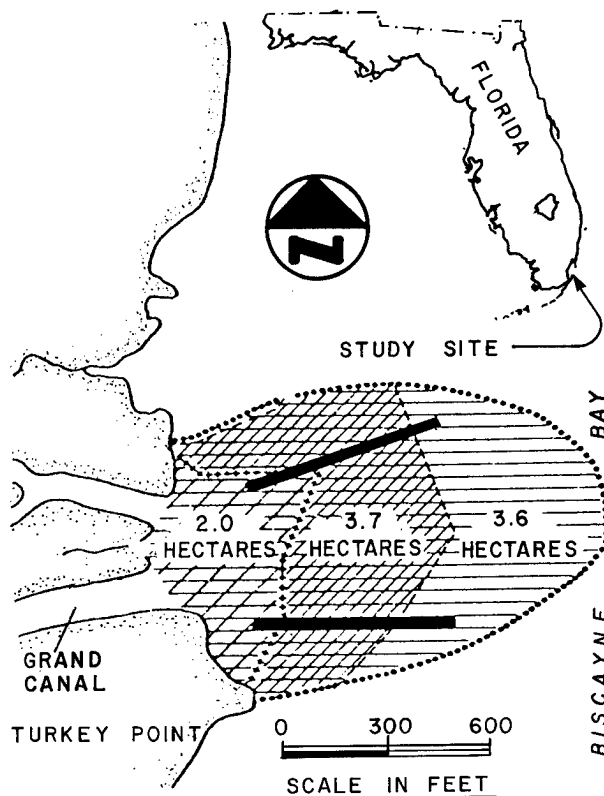 FLORIDA
N
STUDY SITE
BISCAYNE BAY
2.0
HECTARES
3.7
HECTARES
3.6
HECTARES
GRAND
CANAL
TURKEY POINT
0 300 600
SCALE IN FEET